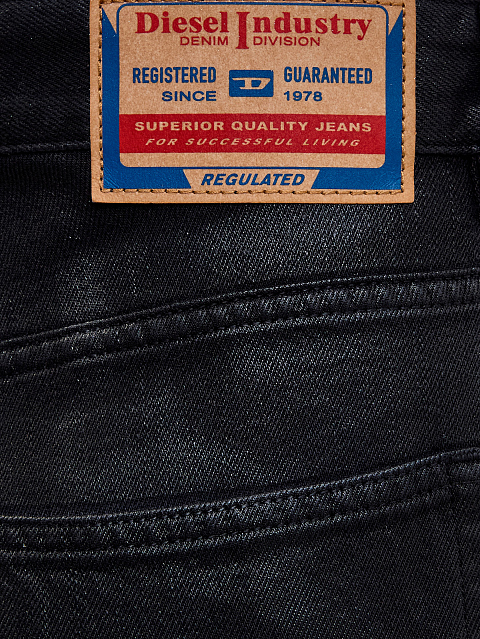 Diesel Industry
DENIM DIVISION
REGISTERED D GUARANTEED
SINCE 1978
SUPERIOR QUALITY JEANS
FOR SUCCESSFUL LIVING
REGULATED